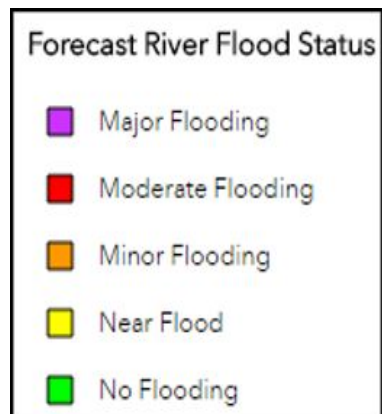 Forecast River Flood Status
Major Flooding
Moderate Flooding
Minor Flooding
Near Flood
No Flooding